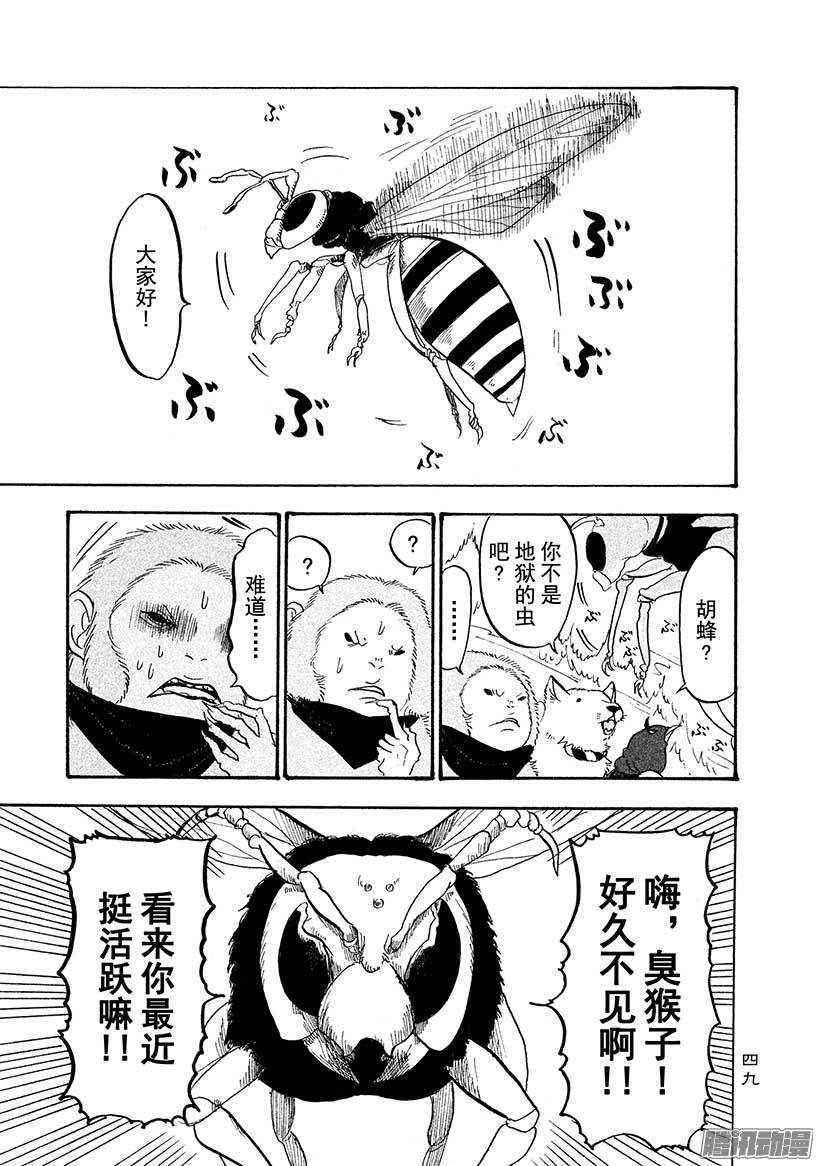 ぶ
ぶ
ぶ
ぶ
ぶ
ぶ
ぶ
ぶ
ぶ
ぶ
大家好！
胡蜂？
你不是
地狱的虫
吧？
……
？
？
难道……
嗨，臭猴子！
好久不见啊!!
看来你最近
挺活跃嘛!!
四九
腾讯动漫